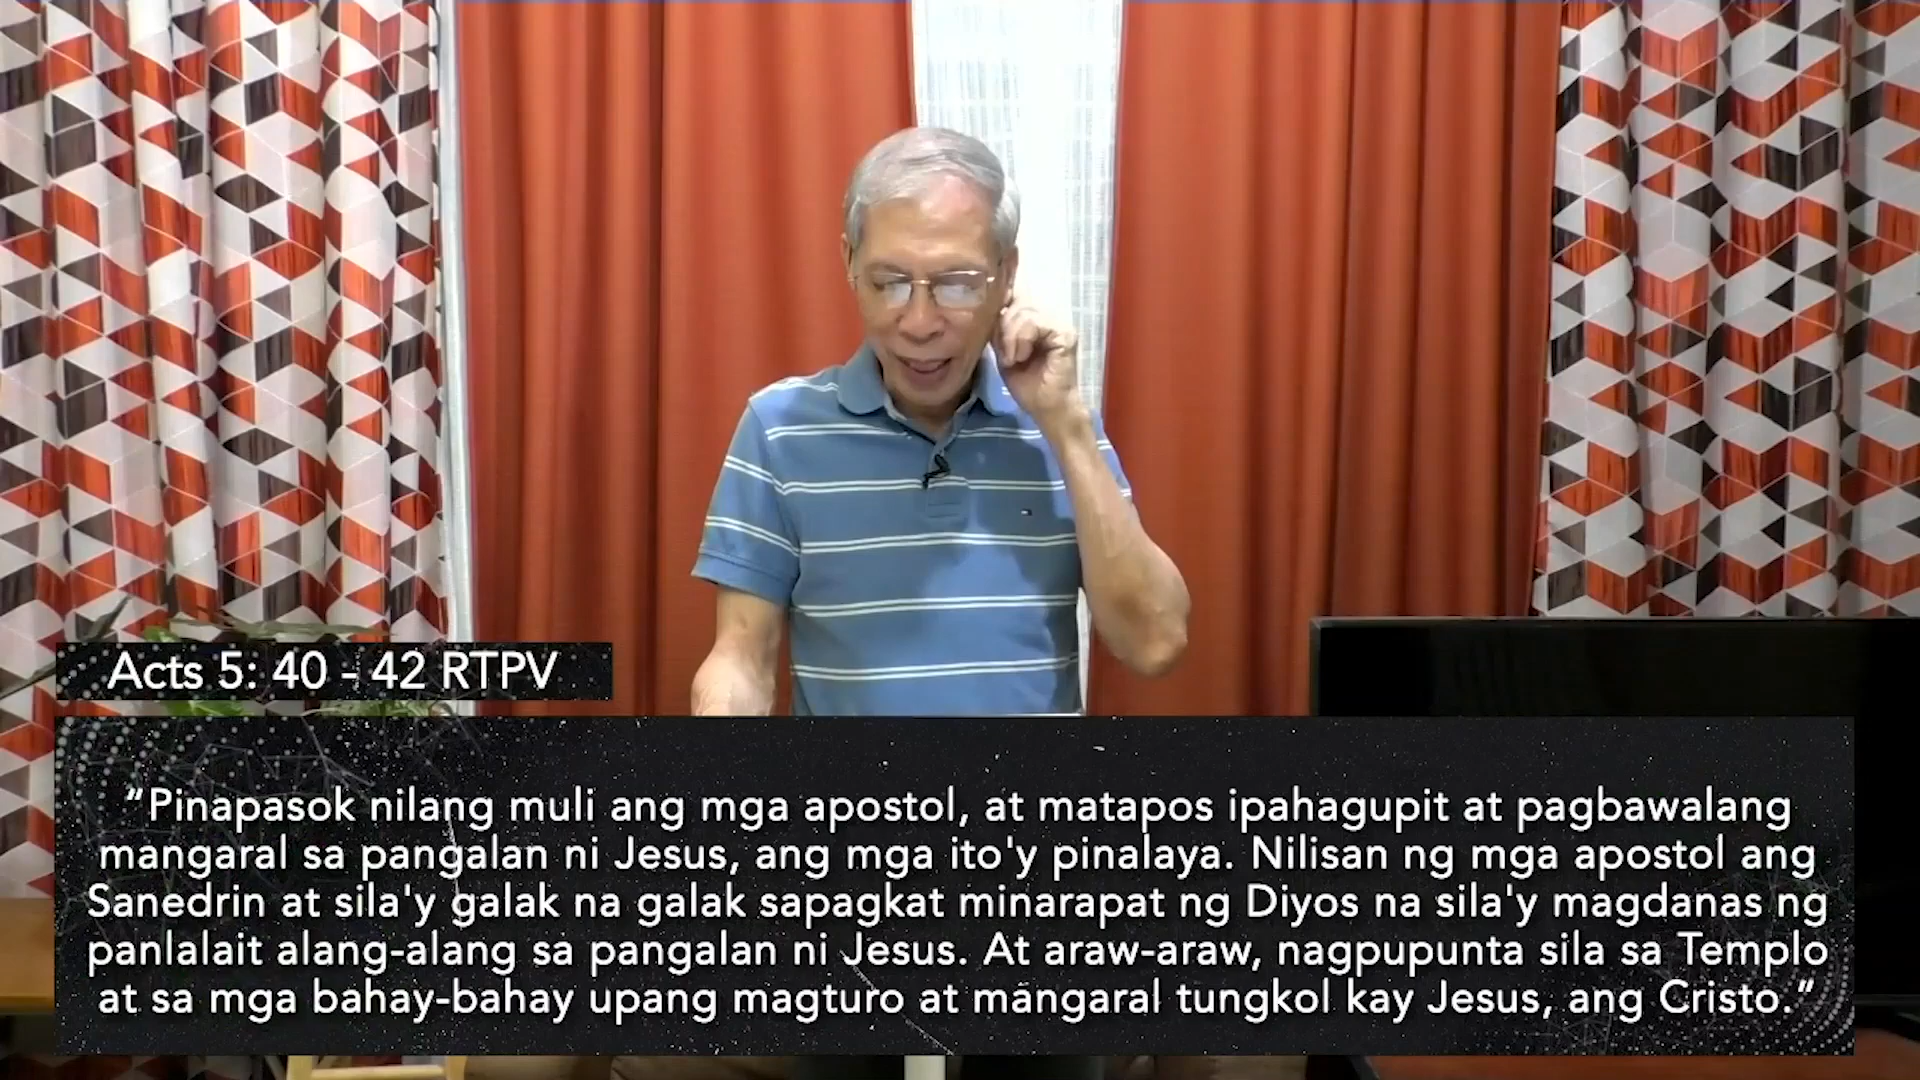 Acts 5: 40 - 42 RTPV
“Pinapasok nilang muli ang mga apostol, at matapos ipahagupit at pagbawalang
mangaral sa pangalan ni Jesus, ang mga ito'y pinalaya. Nilisan ng mga apostol ang
Sanedrin at sila'y galak na galak sapagkat minarapat ng Diyos na sila'y magdanas ng
panlalait alang-alang sa pangalan ni Jesus. At araw-araw, nagpupunta sila sa Templo
at sa mga bahay-bahay upang magturo at mangaral tungkol kay Jesus, ang Cristo.”